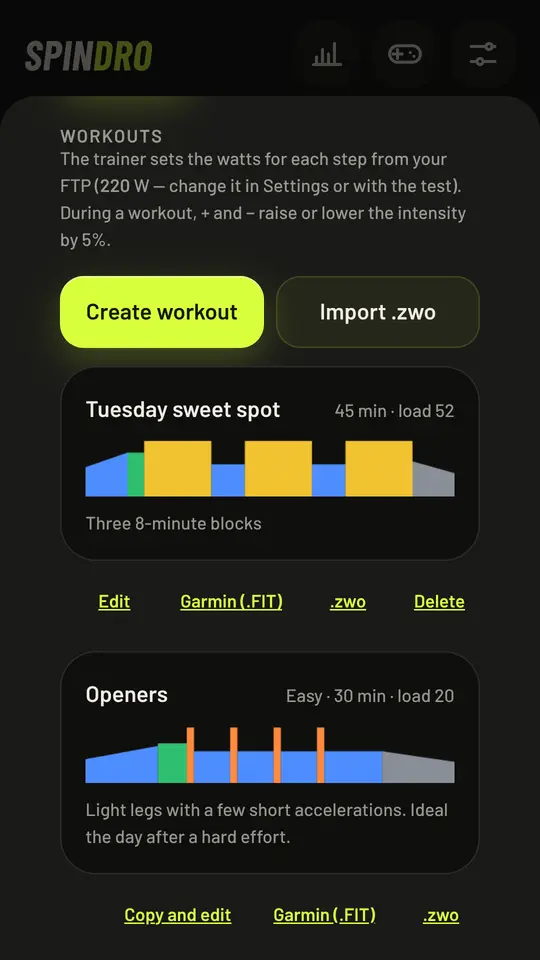 SPINDRO
WORKOUTS
The trainer sets the watts for each step from your
FTP (220 W — change it in Settings or with the test).
During a workout, + and − raise or lower the intensity
by 5%.
Create workout
Import .zwo
Tuesday sweet spot
45 min · load 52
Three 8-minute blocks
Edit
Garmin (.FIT)
.zwo
Delete
Openers
Easy · 30 min · load 20
Light legs with a few short accelerations. Ideal
the day after a hard effort.
Copy and edit
Garmin (.FIT)
.zwo